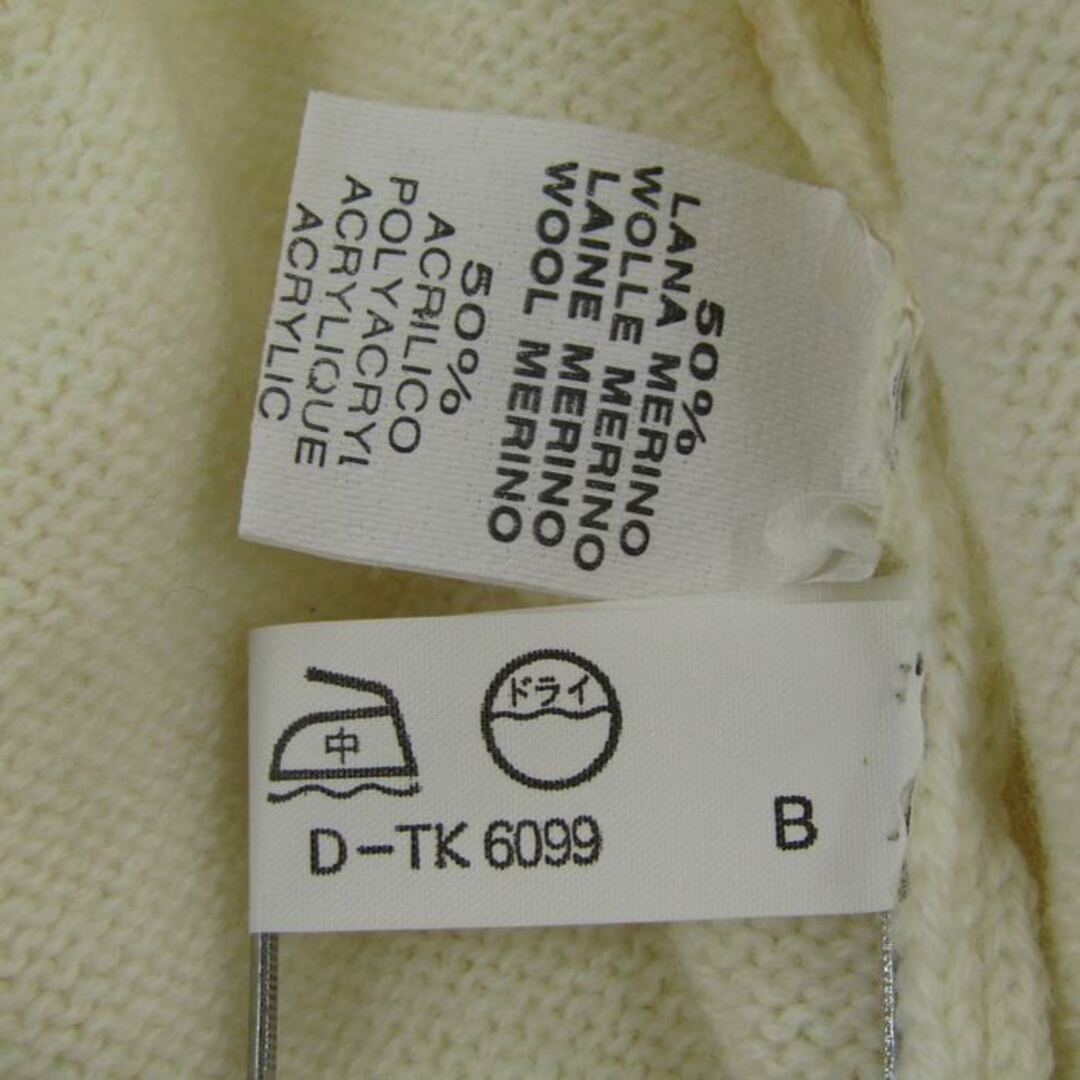 50%
LANA MERINO
WOLLE MERINO
LAINE MERINO
WOOL MERINO
50%
ACRILICO
POLYACRYL
ACRYLIQUE
ACRYLIC
中
ドライ
D-TK 6099
B